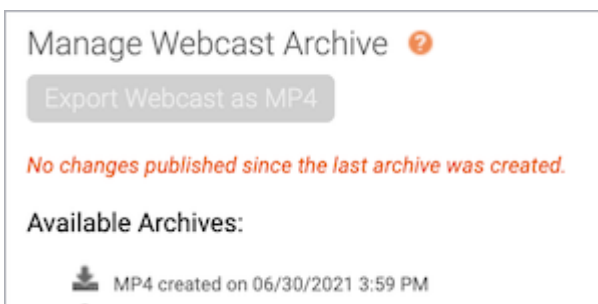 Manage Webcast Archive ?
Export Webcast as MP4
No changes published since the last archive was created.
Available Archives:
MP4 created on 06/30/2021 3:59 PM